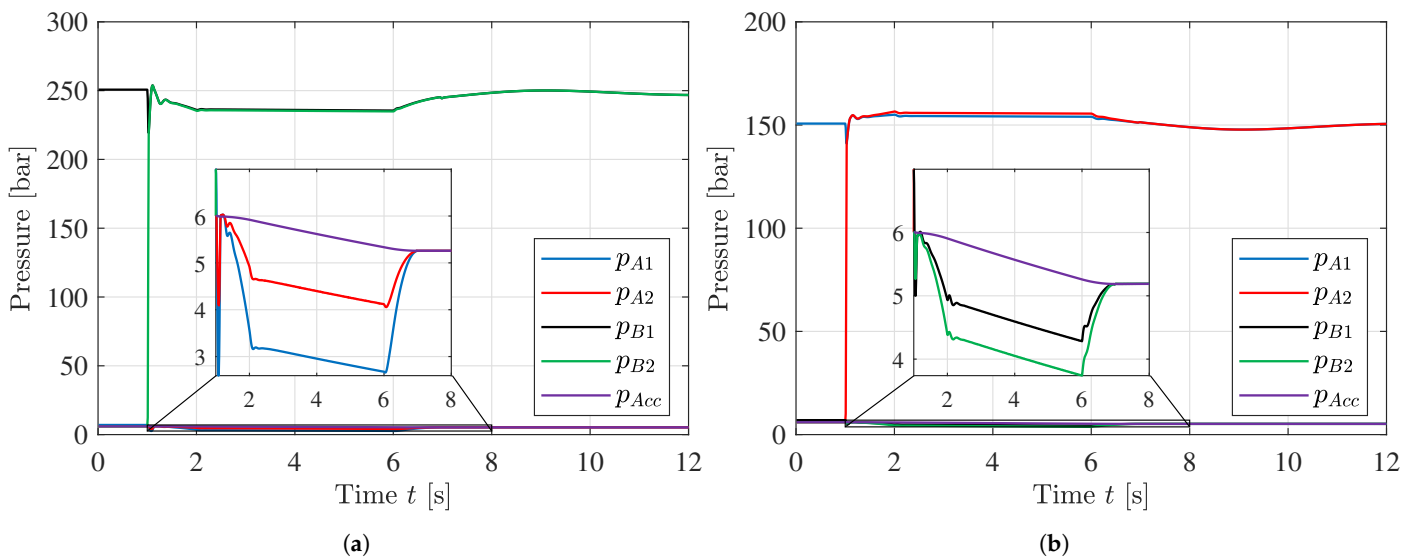 300
250
200
150
100
50
0
Pressure [bar]
0 2 4 6 8 10 12
Time t [s]
6
5
4
3
2 4 6 8
p_A1
p_A2
p_B1
p_B2
p_Acc
(a)
200
150
100
50
0
Pressure [bar]
0 2 4 6 8 10 12
Time t [s]
6
5
4
2 4 6 8
p_A1
p_A2
p_B1
p_B2
p_Acc
(b)